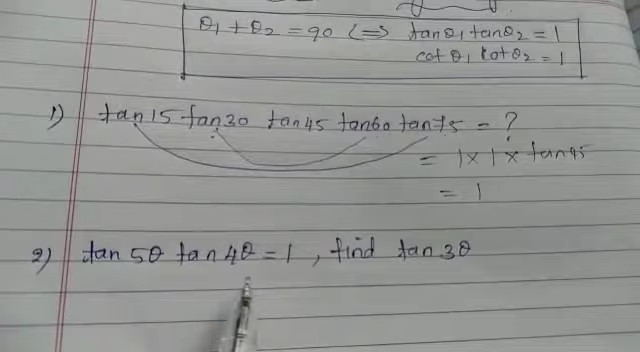 θ1 + θ2 = 90 <=> tanθ1 tanθ2 = 1
cot θ1 cot θ2 = 1
1) tan15 tan30 tan45 tan60 tan75 = ?
= 1 x 1 x tan45
= 1
2) tan 5θ tan 4θ = 1, find tan 3θ